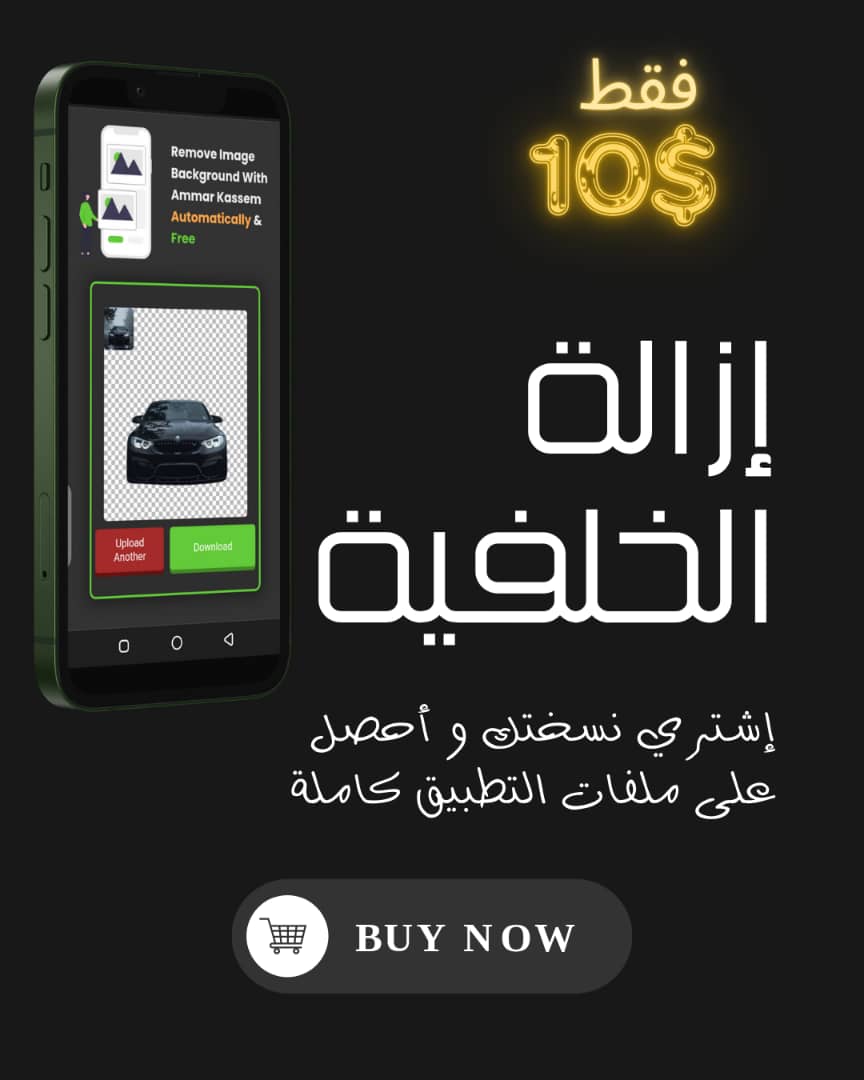 فقط
10$
Remove Image
Background With
Ammar Kassem
Automatically &
Free
Upload
Another
Download
إزالة
الخلفية
إشتري نسختك و أحصل
على ملفات التطبيق كاملة
BUY NOW